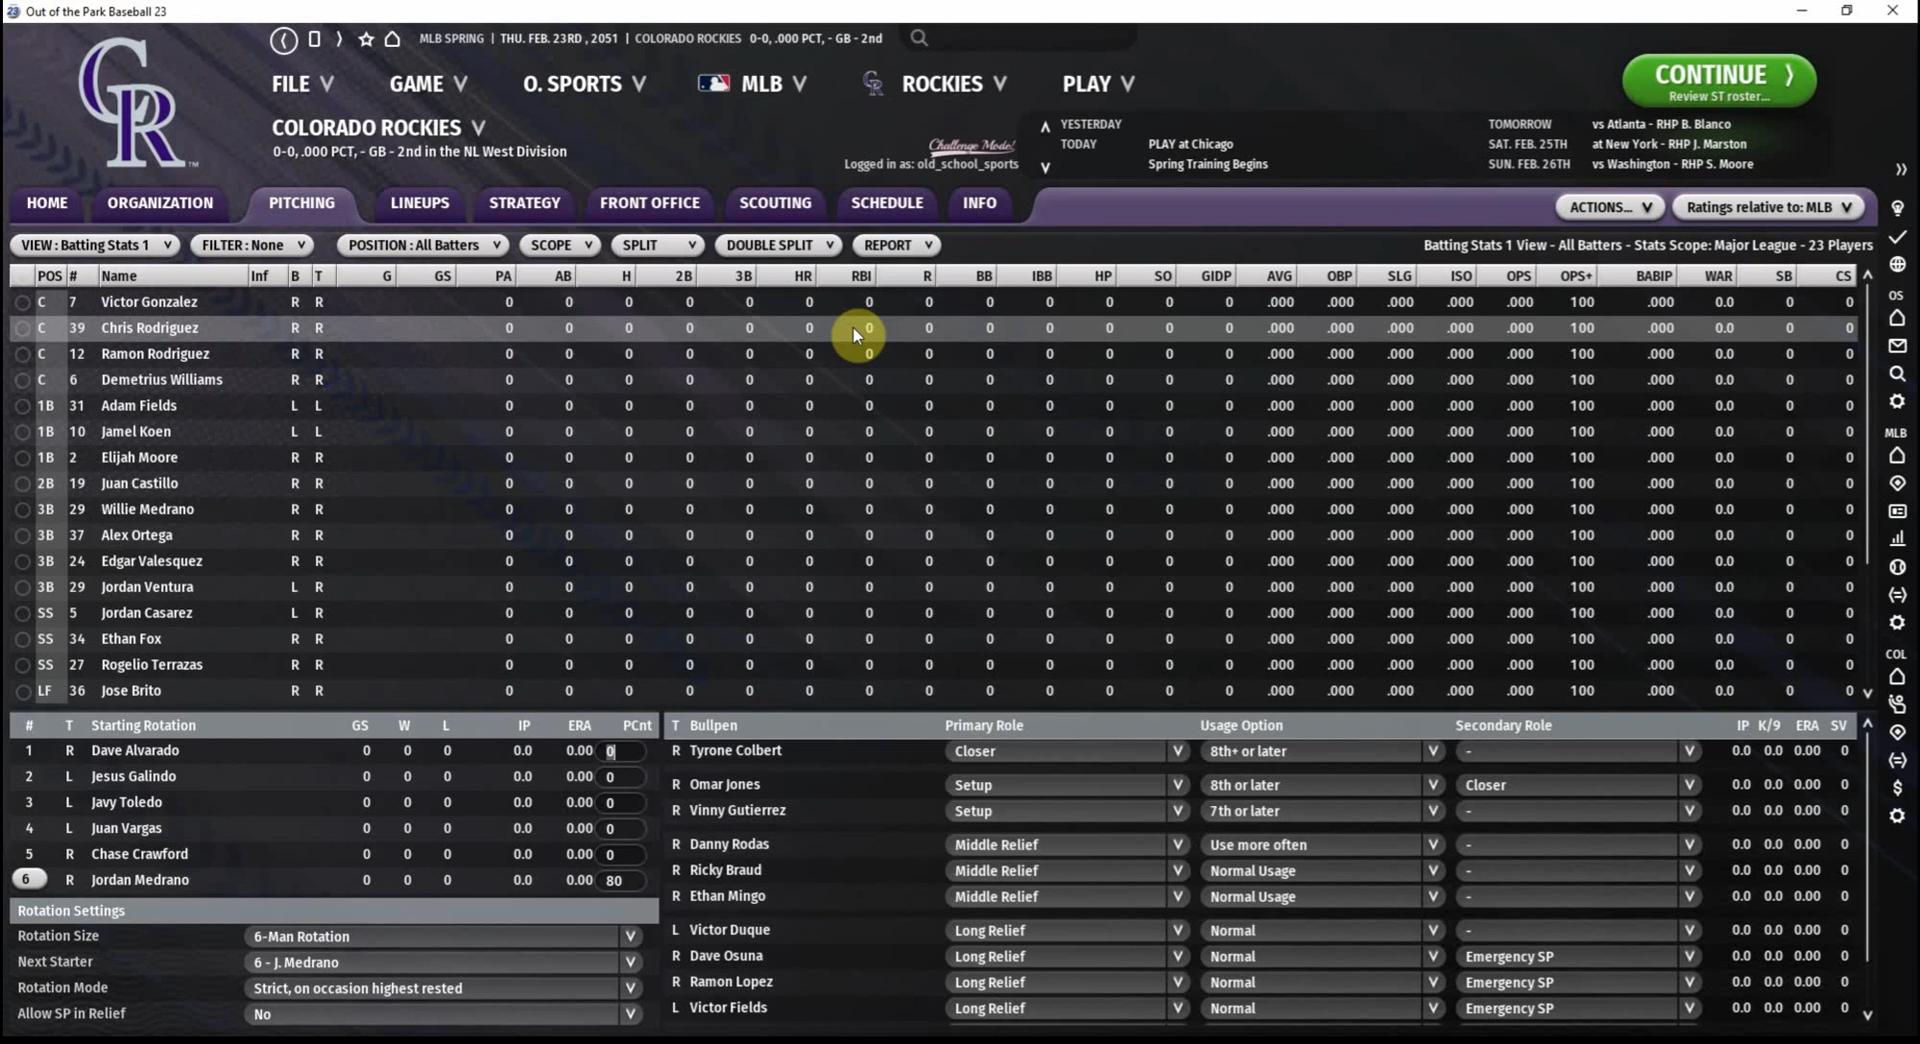 Out of the Park Baseball 23
MLB SPRING | THU. FEB. 23RD , 2051 | COLORADO ROCKIES 0-0, .000 PCT, - GB - 2nd
FILE GAME O. SPORTS MLB ROCKIES PLAY
CONTINUE
Review ST roster...
COLORADO ROCKIES
0-0, .000 PCT, - GB - 2nd in the NL West Division
Challenge Mode!
Logged in as: old_school_sports
YESTERDAY
TODAY PLAY at Chicago
Spring Training Begins
TOMORROW vs Atlanta - RHP B. Blanco
SAT. FEB. 25TH at New York - RHP J. Marston
SUN. FEB. 26TH vs Washington - RHP S. Moore
HOME ORGANIZATION PITCHING LINEUPS STRATEGY FRONT OFFICE SCOUTING SCHEDULE INFO
ACTIONS... Ratings relative to: MLB
VIEW : Batting Stats 1 FILTER : None POSITION : All Batters SCOPE SPLIT DOUBLE SPLIT REPORT
Batting Stats 1 View - All Batters - Stats Scope: Major League - 23 Players
POS # Name Inf B T G GS PA AB H 2B 3B HR RBI R BB IBB HP SO GIDP AVG OBP SLG ISO OPS OPS+ BABIP WAR SB CS
C 7 Victor Gonzalez R R 0 0 0 0 0 0 0 0 0 0 0 0 0 .000 .000 .000 .000 .000 100 .000 0.0 0 0
C 39 Chris Rodriguez R R 0 0 0 0 0 0 0 0 0 0 0 0 0 .000 .000 .000 .000 .000 100 .000 0.0 0 0
C 12 Ramon Rodriguez R R 0 0 0 0 0 0 0 0 0 0 0 0 0 .000 .000 .000 .000 .000 100 .000 0.0 0 0
C 6 Demetrius Williams R R 0 0 0 0 0 0 0 0 0 0 0 0 0 .000 .000 .000 .000 .000 100 .000 0.0 0 0
1B 31 Adam Fields L L 0 0 0 0 0 0 0 0 0 0 0 0 0 .000 .000 .000 .000 .000 100 .000 0.0 0 0
1B 10 Jamel Koen L L 0 0 0 0 0 0 0 0 0 0 0 0 0 .000 .000 .000 .000 .000 100 .000 0.0 0 0
1B 2 Elijah Moore R R 0 0 0 0 0 0 0 0 0 0 0 0 0 .000 .000 .000 .000 .000 100 .000 0.0 0 0
2B 19 Juan Castillo R R 0 0 0 0 0 0 0 0 0 0 0 0 0 .000 .000 .000 .000 .000 100 .000 0.0 0 0
3B 29 Willie Medrano R R 0 0 0 0 0 0 0 0 0 0 0 0 0 .000 .000 .000 .000 .000 100 .000 0.0 0 0
3B 37 Alex Ortega R R 0 0 0 0 0 0 0 0 0 0 0 0 0 .000 .000 .000 .000 .000 100 .000 0.0 0 0
3B 24 Edgar Valesquez R R 0 0 0 0 0 0 0 0 0 0 0 0 0 .000 .000 .000 .000 .000 100 .000 0.0 0 0
3B 29 Jordan Ventura L R 0 0 0 0 0 0 0 0 0 0 0 0 0 .000 .000 .000 .000 .000 100 .000 0.0 0 0
SS 5 Jordan Casarez L R 0 0 0 0 0 0 0 0 0 0 0 0 0 .000 .000 .000 .000 .000 100 .000 0.0 0 0
SS 34 Ethan Fox R R 0 0 0 0 0 0 0 0 0 0 0 0 0 .000 .000 .000 .000 .000 100 .000 0.0 0 0
SS 27 Rogelio Terrazas R R 0 0 0 0 0 0 0 0 0 0 0 0 0 .000 .000 .000 .000 .000 100 .000 0.0 0 0
LF 36 Jose Brito R R 0 0 0 0 0 0 0 0 0 0 0 0 0 .000 .000 .000 .000 .000 100 .000 0.0 0 0
# T Starting Rotation GS W L IP ERA PCnt
1 R Dave Alvarado 0 0 0 0.0 0.00 0
2 L Jesus Galindo 0 0 0 0.0 0.00 0
3 L Javy Toledo 0 0 0 0.0 0.00 0
4 L Juan Vargas 0 0 0 0.0 0.00 0
5 R Chase Crawford 0 0 0 0.0 0.00 0
6 R Jordan Medrano 0 0 0 0.0 0.00 80
Rotation Settings
Rotation Size 6-Man Rotation
Next Starter 6 - J. Medrano
Rotation Mode Strict, on occasion highest rested
Allow SP in Relief No
T Bullpen Primary Role Usage Option Secondary Role IP K/9 ERA SV
R Tyrone Colbert Closer 8th+ or later - 0.0 0.0 0.00 0
R Omar Jones Setup 8th or later Closer 0.0 0.0 0.00 0
R Vinny Gutierrez Setup 7th or later - 0.0 0.0 0.00 0
R Danny Rodas Middle Relief Use more often - 0.0 0.0 0.00 0
R Ricky Braud Middle Relief Normal Usage - 0.0 0.0 0.00 0
R Ethan Mingo Middle Relief Normal Usage - 0.0 0.0 0.00 0
L Victor Duque Long Relief Normal - 0.0 0.0 0.00 0
R Dave Osuna Long Relief Normal Emergency SP 0.0 0.0 0.00 0
R Ramon Lopez Long Relief Normal Emergency SP 0.0 0.0 0.00 0
L Victor Fields Long Relief Normal Emergency SP 0.0 0.0 0.00 0
OS
MLB
COL